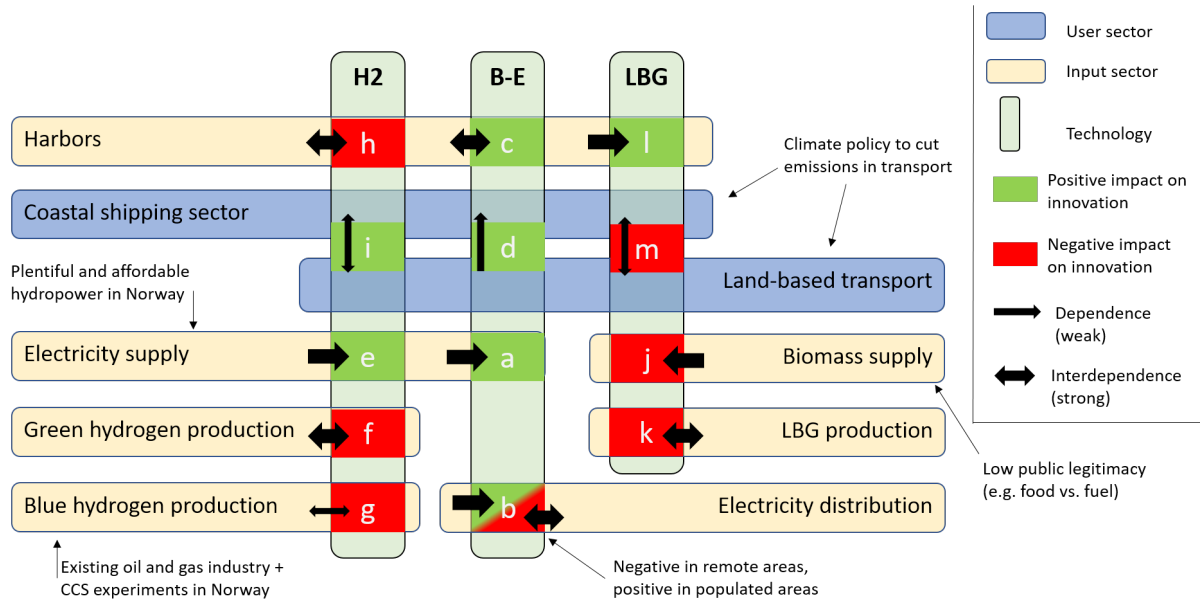 H2
B-E
LBG
Harbors
h
c
l
Climate policy to cut
emissions in transport
Coastal shipping sector
i
d
m
Plentiful and affordable
hydropower in Norway
Land-based transport
Electricity supply
e
a
j
Biomass supply
Green hydrogen production
f
k
LBG production
Low public legitimacy
(e.g. food vs. fuel)
Blue hydrogen production
g
b
Electricity distribution
Existing oil and gas industry +
CCS experiments in Norway
Negative in remote areas,
positive in populated areas
User sector
Input sector
Technology
Positive impact on
innovation
Negative impact
on innovation
Dependence
(weak)
Interdependence
(strong)